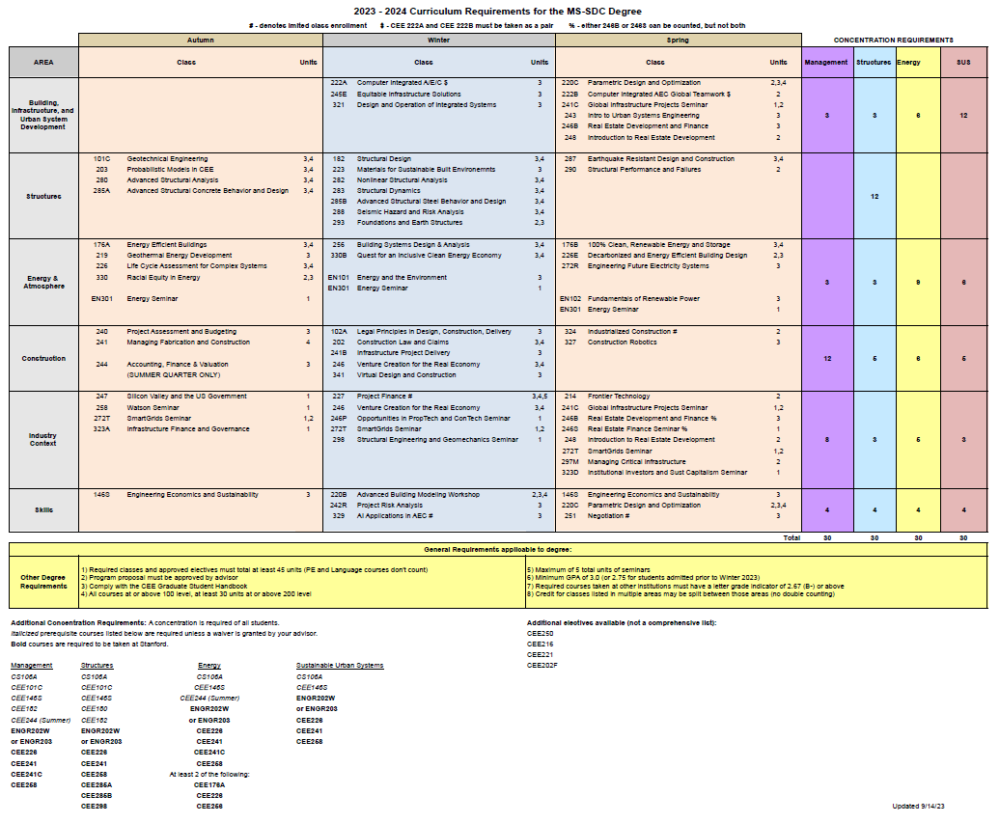 2023 - 2024 Curriculum Requirements for the MS-SDC Degree
# - denotes limited class enrollment $ - CEE 222A and CEE 222B must be taken as a pair % - either 246B or 246S can be counted, but not both
Autumn Winter Spring CONCENTRATION REQUIREMENTS
AREA Class Units Class Units Class Units Management Structures Energy SUS
Building, Infrastructure, and Urban System Development
222A Computer Integrated A/E/C $ 3
245E Equitable Infrastructure Solutions 3
321 Design and Operation of Integrated Systems 3
220C Parametric Design and Optimization 2,3,4
222B Computer Integrated AEC Global Teamwork $ 2
241C Global Infrastructure Projects Seminar 1,2
243 Intro to Urban Systems Engineering 3
246B Real Estate Development and Finance 3
248 Introduction to Real Estate Development 2
3 3 6 12
Structures
101C Geotechnical Engineering 3,4
203 Probabilistic Models in CEE 3,4
280 Advanced Structural Analysis 3,4
285A Advanced Structural Concrete Behavior and Design 3,4
182 Structural Design 3,4
223 Materials for Sustainable Built Environemnts 3
282 Nonlinear Structural Analysis 3,4
283 Structural Dynamics 3,4
285B Advanced Structural Steel Behavior and Design 3,4
288 Seismic Hazard and Risk Analysis 3,4
293 Foundations and Earth Structures 2,3
287 Earthquake Resistant Design and Construction 3,4
290 Structural Performance and Failures 2
12
Energy & Atmosphere
176A Energy Efficient Buildings 3,4
219 Geothermal Energy Development 3
226 Life Cycle Assessment for Complex Systems 3,4
330 Racial Equity in Energy 2,3
EN301 Energy Seminar 1
256 Building Systems Design & Analysis 3,4
330B Quest for an Inclusive Clean Energy Economy 3,4
EN101 Energy and the Environment 3
EN301 Energy Seminar 1
176B 100% Clean, Renewable Energy and Storage 3,4
226E Decarbonized and Energy Efficient Building Design 2,3
272R Engineering Future Electricity Systems 3
EN102 Fundamentals of Renewable Power 3
EN301 Energy Seminar 1
3 3 9 6
Construction
240 Project Assessment and Budgeting 3
241 Managing Fabrication and Construction 4
244 Accounting, Finance & Valuation 3
(SUMMER QUARTER ONLY)
102A Legal Principles in Design, Construction, Delivery 3
202 Construction Law and Claims 3,4
241B Infrastructure Project Delivery 3
246 Venture Creation for the Real Economy 3,4
341 Virtual Design and Construction 3
324 Industrialized Construction # 2
327 Construction Robotics 3
12 5 6 5
Industry Context
247 Silicon Valley and the US Government 1
258 Watson Seminar 1
272T SmartGrids Seminar 1,2
323A Infrastructure Finance and Governance 1
227 Project Finance # 3,4,5
246 Venture Creation for the Real Economy 3,4
246P Opportunities in PropTech and ConTech Seminar 1
272T SmartGrids Seminar 1,2
298 Structural Engineering and Geomechanics Seminar 1
214 Frontier Technology 2
241C Global Infrastructure Projects Seminar 1,2
246B Real Estate Development and Finance % 3
246S Real Estate Finance Seminar % 1
248 Introduction to Real Estate Development 2
272T SmartGrids Seminar 1,2
297M Managing Critical Infrastructure 2
323D Institutional Investors and Sust Capitalism Seminar 1
8 3 5 3
Skills
146S Engineering Economics and Sustainability 3
220B Advanced Building Modeling Workshop 2,3,4
242R Project Risk Analysis 3
329 AI Applications in AEC # 3
146S Engineering Economics and Sustainability 3
220C Parametric Design and Optimization 2,3,4
251 Negotiation # 3
4 4 4 4
Total 30 30 30 30
General Requirements applicable to degree:
Other Degree Requirements
1) Required classes and approved electives must total at least 45 units (PE and Language courses don't count)
2) Program proposal must be approved by advisor
3) Comply with the CEE Graduate Student Handbook
4) All courses at or above 100 level, at least 30 units at or above 200 level
5) Maximum of 5 total units of seminars
6) Minimum GPA of 3.0 (or 2.75 for students admitted prior to Winter 2023)
7) Required courses taken at other institutions must have a letter grade indicator of 2.67 (B-) or above
8) Credit for classes listed in multiple areas may be split between those areas (no double counting)
Additional Concentration Requirements: A concentration is required of all students.
Italicized prerequisite courses listed below are required unless a waiver is granted by your advisor.
Bold courses are required to be taken at Stanford.
Additional electives available (not a comprehensive list):
CEE250
CEE216
CEE221
CEE202F
Management
CS106A
CEE101C
CEE146S
CEE182
CEE244 (Summer)
ENGR202W
or ENGR203
CEE226
CEE241
CEE241C
CEE258
Structures
CS106A
CEE101C
CEE146S
CEE180
CEE182
ENGR202W
or ENGR203
CEE226
CEE241
CEE258
CEE285A
CEE285B
CEE298
Energy
CS106A
CEE146S
CEE244 (Summer)
ENGR202W
or ENGR203
CEE226
CEE241
CEE241C
CEE258
At least 2 of the following:
CEE176A
CEE226
CEE256
Sustainable Urban Systems
CS106A
CEE146S
ENGR202W
or ENGR203
CEE226
CEE241
CEE258
Updated 9/14/23